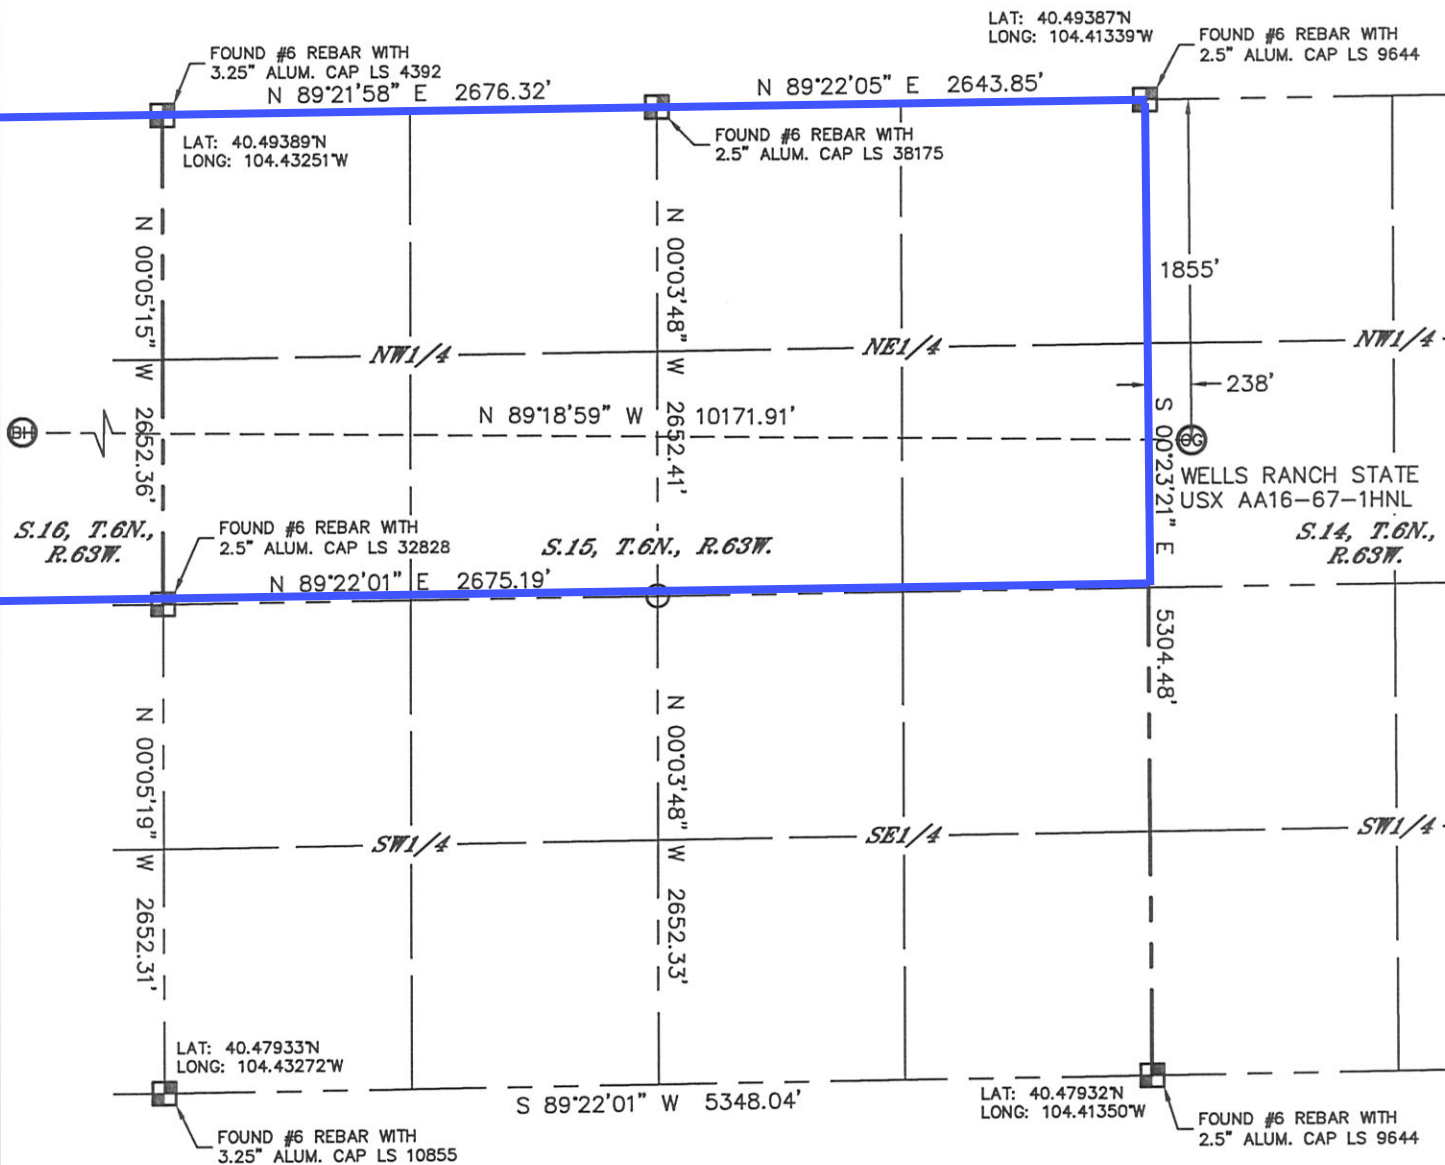 LAT: 40.49387°N
LONG: 104.41339°W
FOUND #6 REBAR WITH
2.5" ALUM. CAP LS 9644
FOUND #6 REBAR WITH
3.25" ALUM. CAP LS 4392
N 89°21'58" E 2676.32'
N 89°22'05" E 2643.85'
LAT: 40.49389°N
LONG: 104.43251°W
FOUND #6 REBAR WITH
2.5" ALUM. CAP LS 38175
N 00°05'15" W 2652.36'
N 00°03'48" W 2652.41'
1855'
NW1/4
NE1/4
NW1/4
238'
BH
N 89°18'59" W 10171.91'
S 00°23'21" E 5304.48'
OG
WELLS RANCH STATE
USX AA16-67-1HNL
S.16, T.6N.,
R.63W.
FOUND #6 REBAR WITH
2.5" ALUM. CAP LS 32828
S.15, T.6N., R.63W.
S.14, T.6N.,
R.63W.
N 89°22'01" E 2675.19'
N 00°05'19" W 2652.31'
N 00°03'48" W 2652.33'
SW1/4
SE1/4
SW1/4
LAT: 40.47933°N
LONG: 104.43272°W
S 89°22'01" W 5348.04'
LAT: 40.47932°N
LONG: 104.41350°W
FOUND #6 REBAR WITH
2.5" ALUM. CAP LS 9644
FOUND #6 REBAR WITH
3.25" ALUM. CAP LS 10855